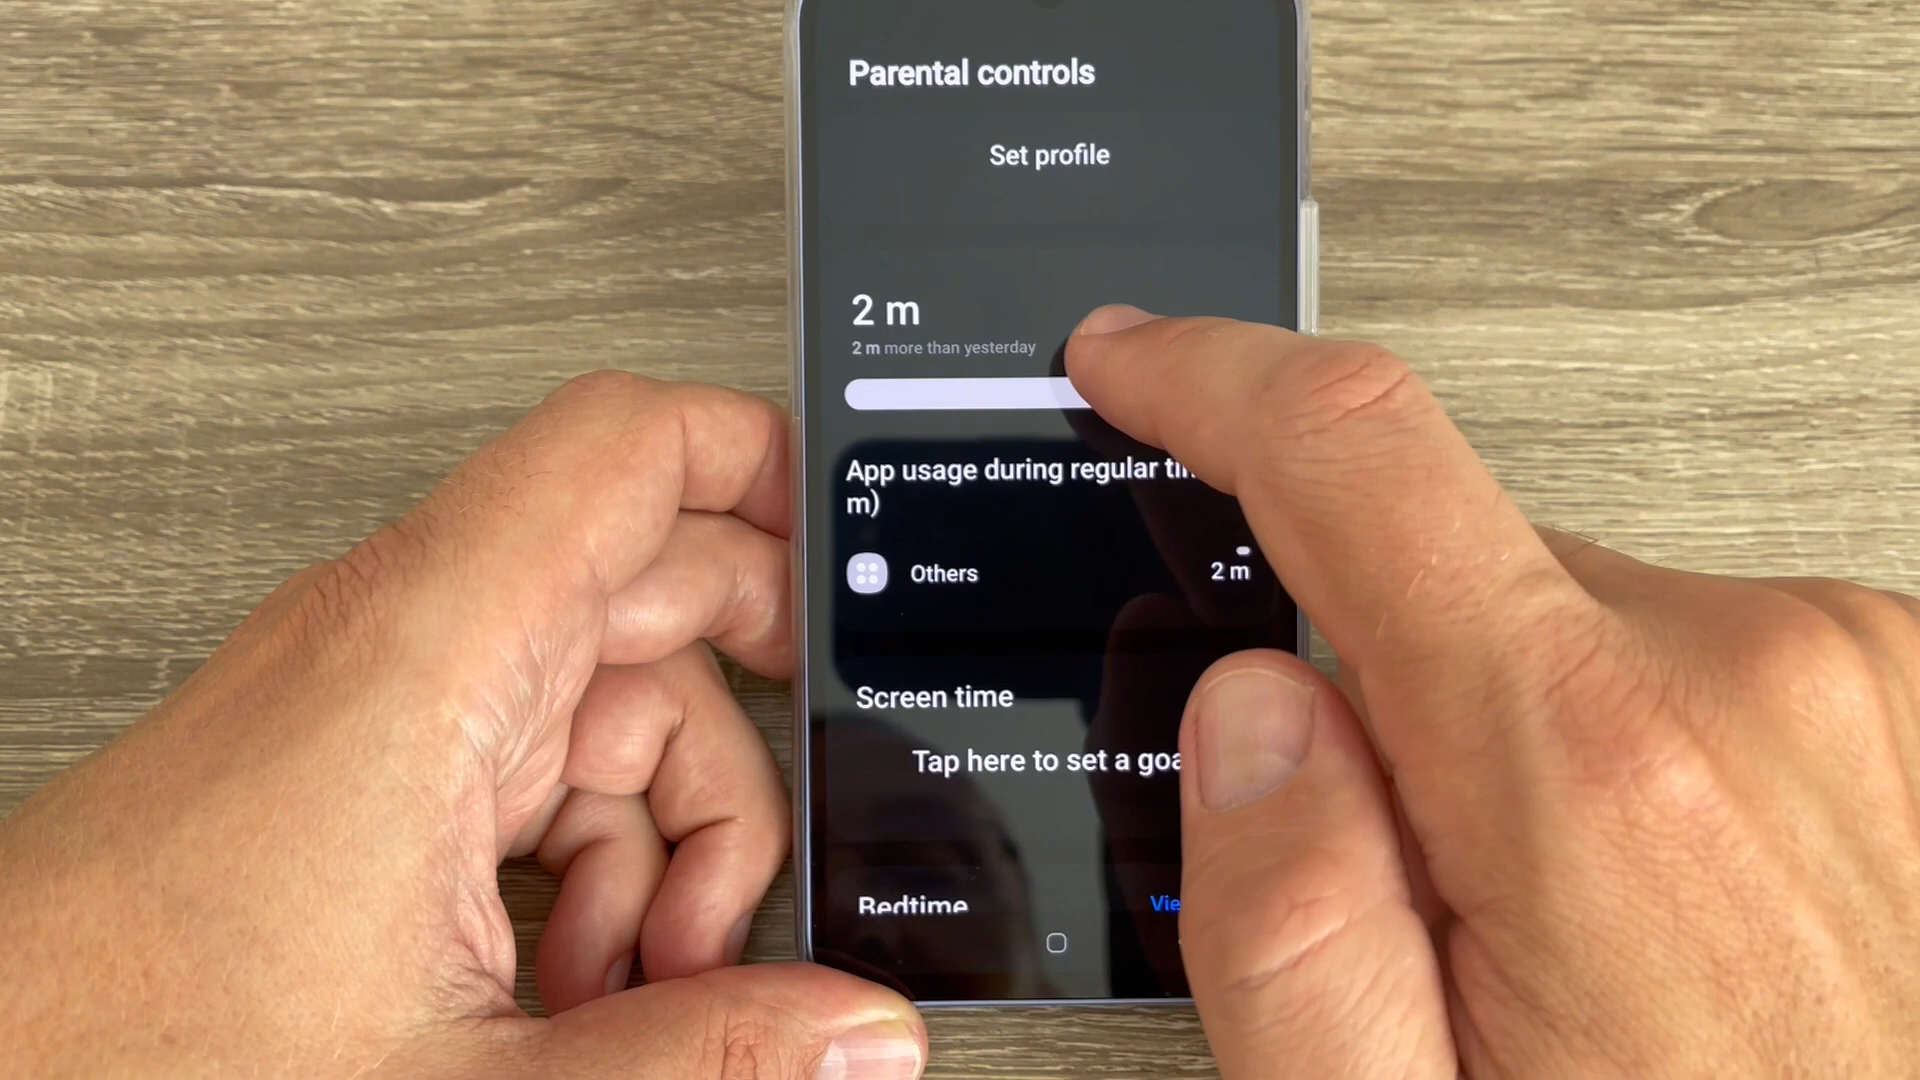 Parental controls
Set profile
2 m
2 m more than yesterday
App usage during regular
m)
Others
2 m
Screen time
Tap here to set a
Bedtime